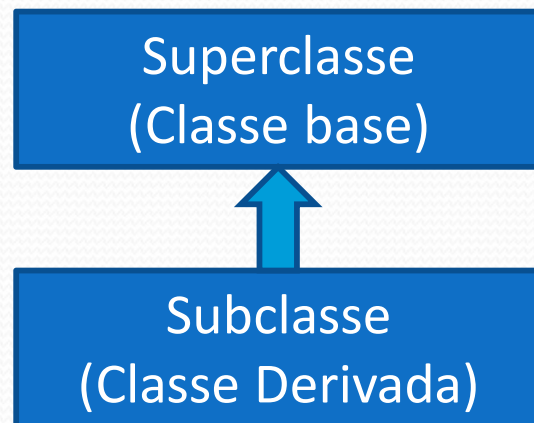 Superclasse
(Classe base)
Subclasse
(Classe Derivada)